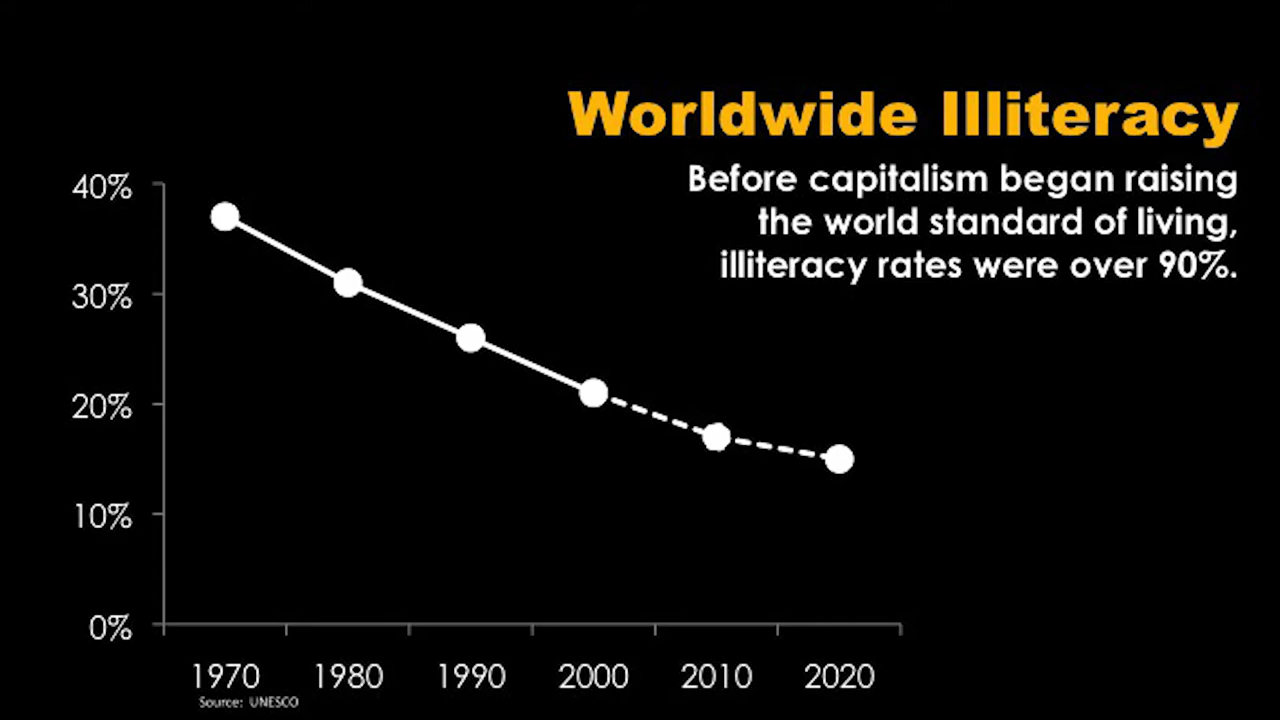 Worldwide Illiteracy
Before capitalism began raising
the world standard of living,
illiteracy rates were over 90%.
40%
30%
20%
10%
0%
1970 1980 1990 2000 2010 2020
Source: UNESCO